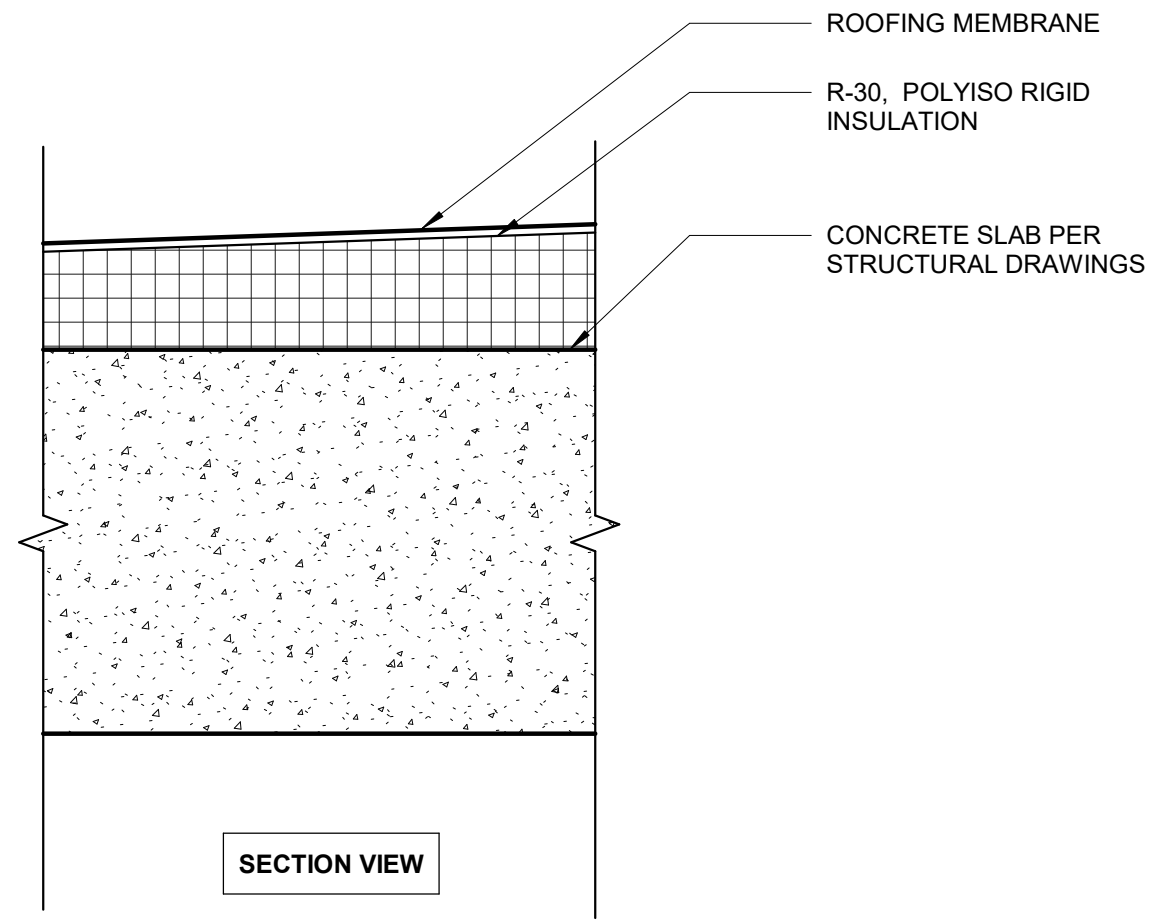 ROOFING MEMBRANE
R-30, POLYISO RIGID
INSULATION
CONCRETE SLAB PER
STRUCTURAL DRAWINGS
SECTION VIEW